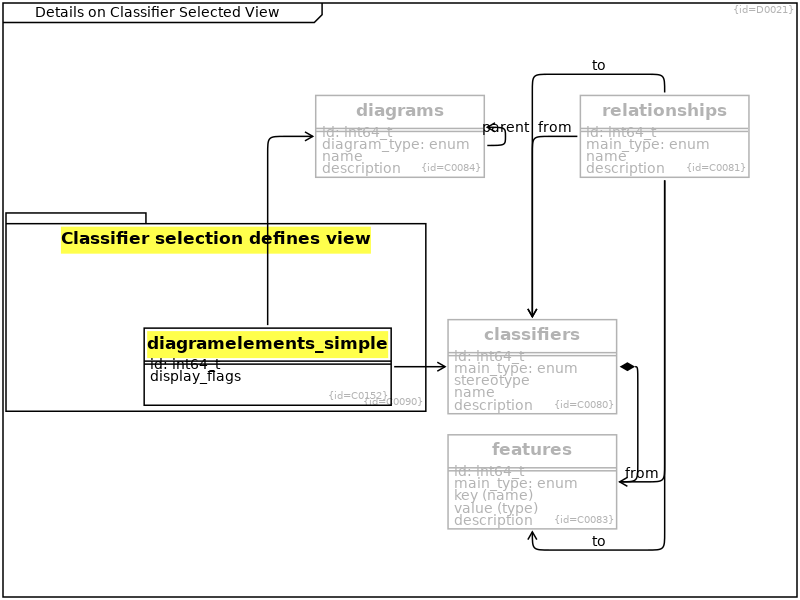 Details on Classifier Selected View
{id=D0021}
to
diagrams
id: int64_t
diagram_type: enum
name
description
{id=C0084}
parent
from
relationships
id: int64_t
main_type: enum
name
description
{id=C0081}
Classifier selection defines view
diagramelements_simple
id: int64_t
display_flags
{id=C0152}
{id=C0090}
classifiers
id: int64_t
main_type: enum
stereotype
name
description
{id=C0080}
features
id: int64_t
main_type: enum
key (name)
value (type)
description
{id=C0083}
from
to